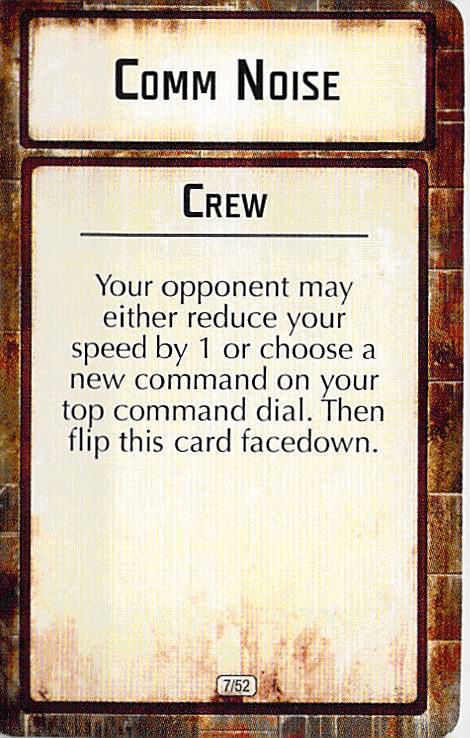 Comm Noise
Crew
Your opponent may
either reduce your
speed by 1 or choose a
new command on your
top command dial. Then
flip this card facedown.
7/52